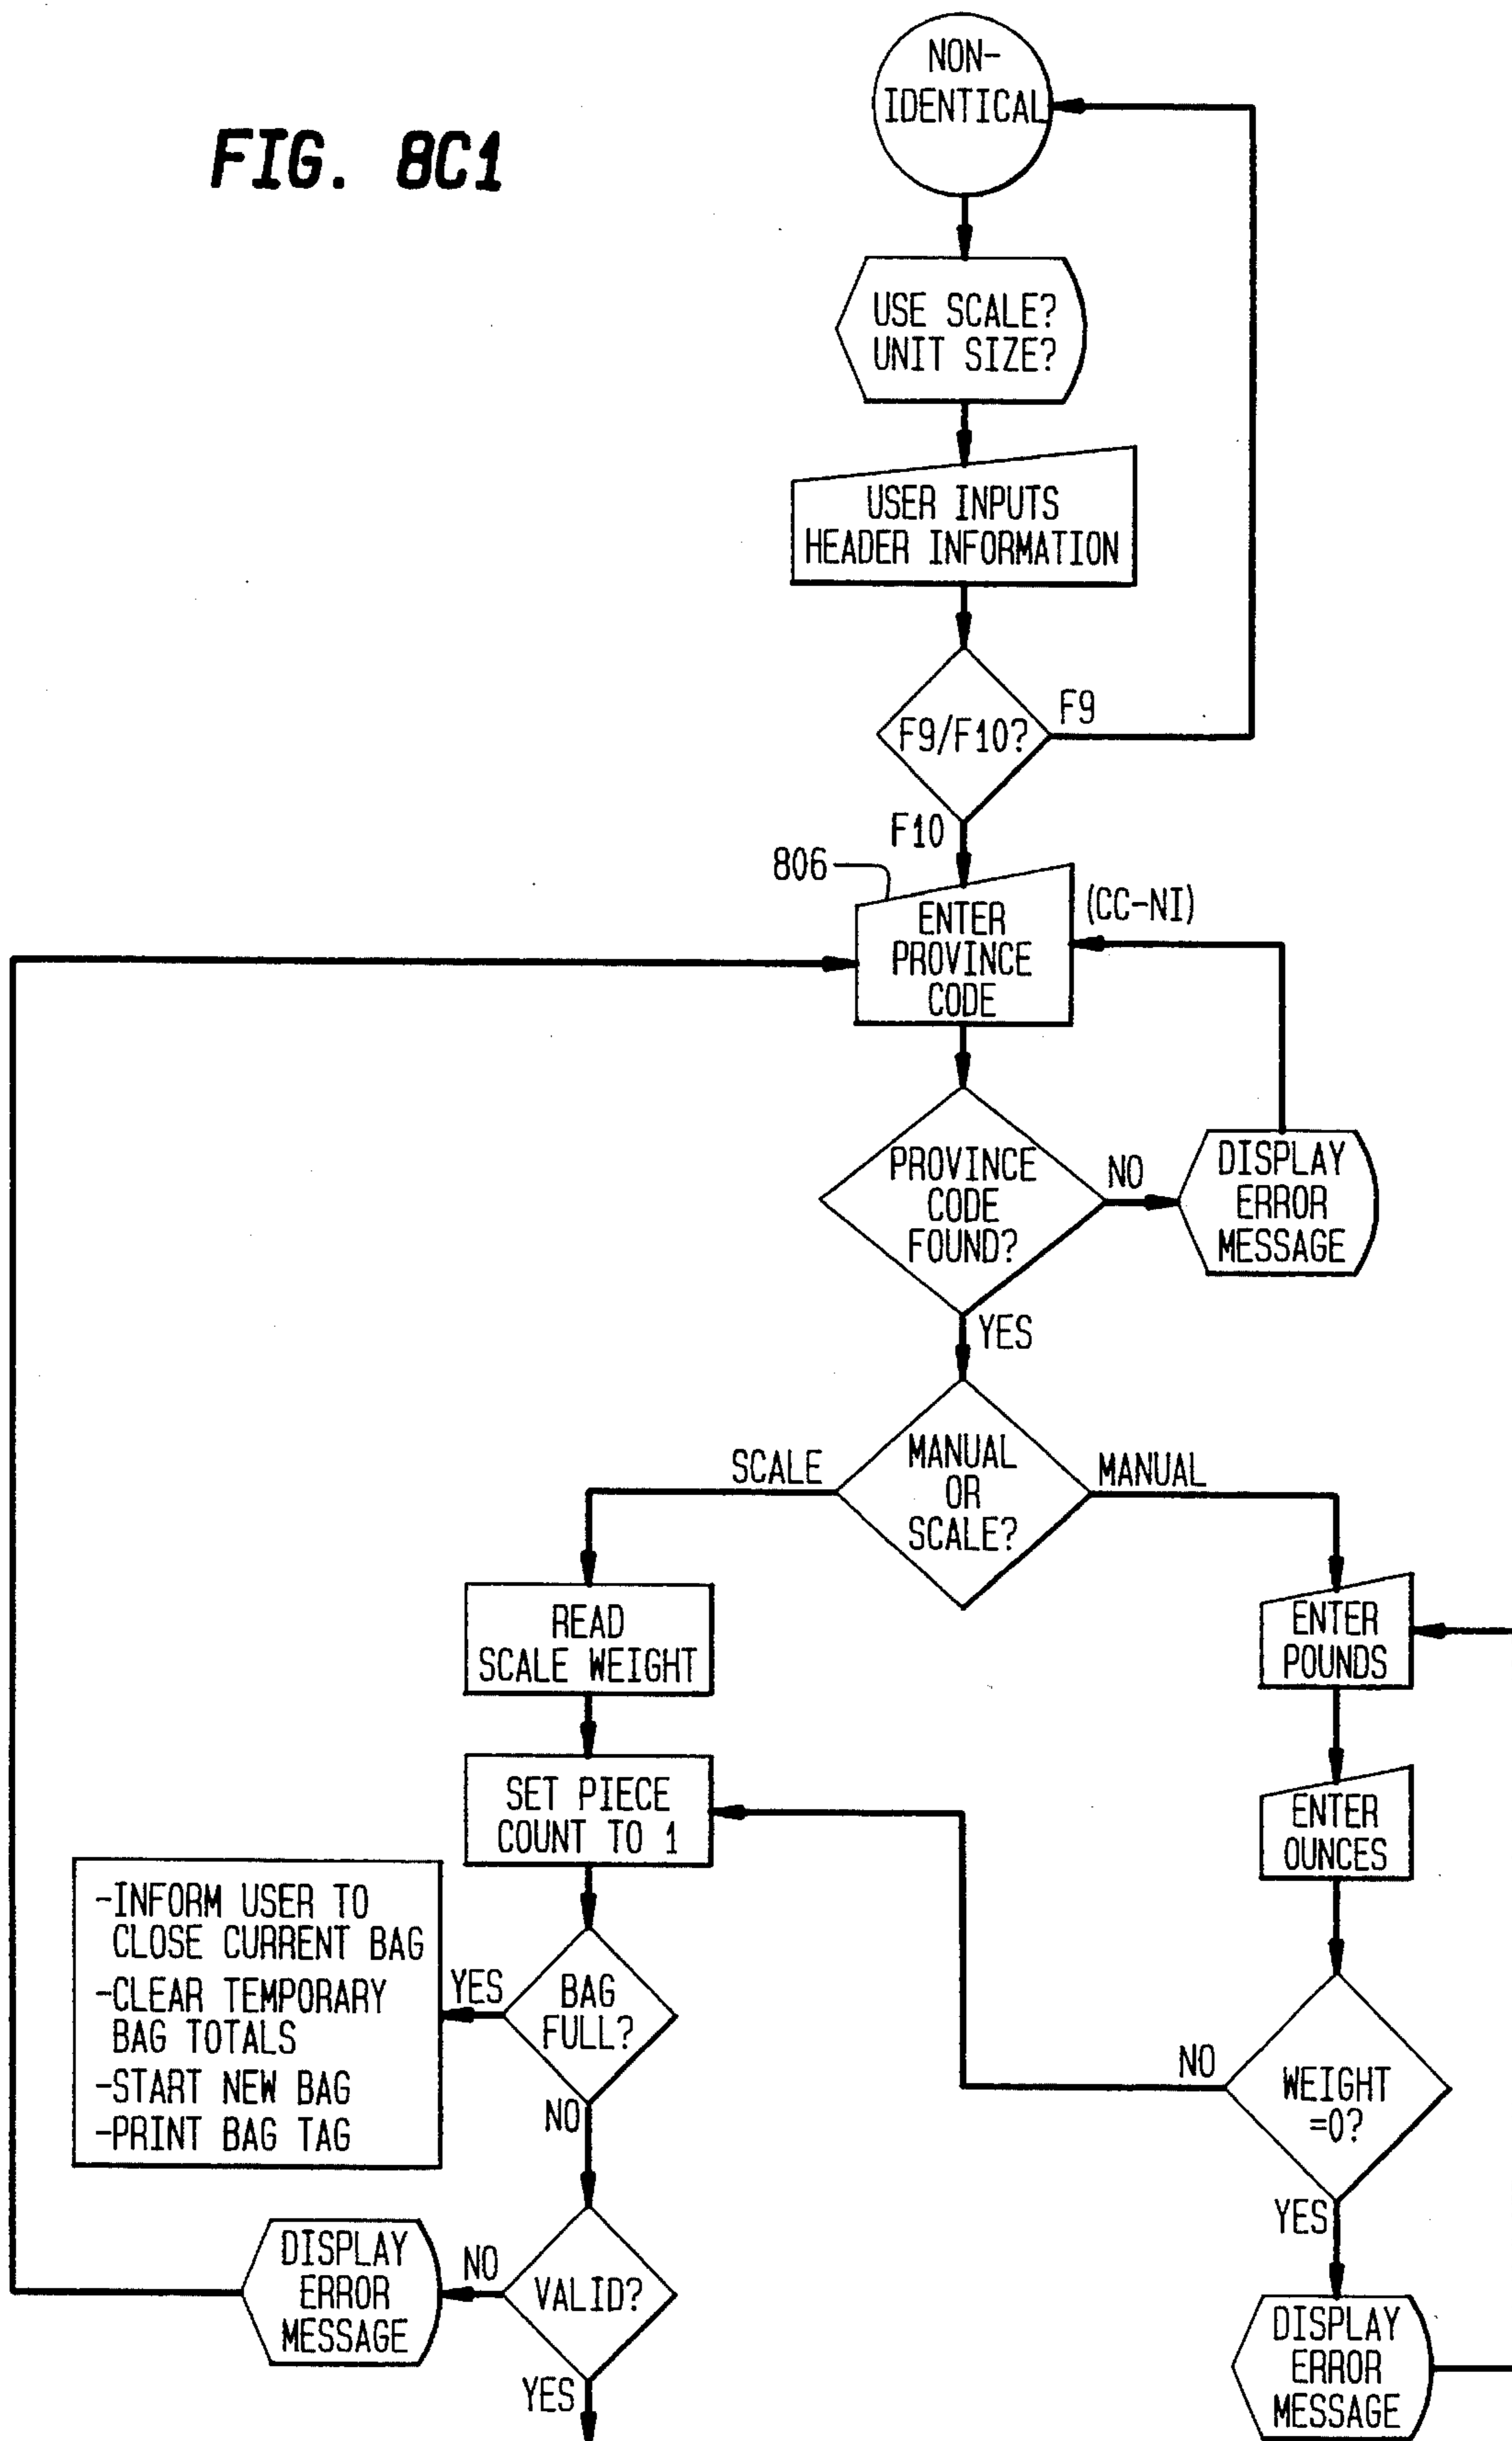 FIG. 8C1
NON-
IDENTICAL
USE SCALE?
UNIT SIZE?
USER INPUTS
HEADER INFORMATION
F9/F10?
F9
F10
806
(CC-NI)
ENTER
PROVINCE
CODE
PROVINCE
CODE
FOUND?
NO
DISPLAY
ERROR
MESSAGE
YES
MANUAL
OR
SCALE?
SCALE
MANUAL
READ
SCALE WEIGHT
ENTER
POUNDS
SET PIECE
COUNT TO 1
ENTER
OUNCES
-INFORM USER TO
CLOSE CURRENT BAG
-CLEAR TEMPORARY
BAG TOTALS
-START NEW BAG
-PRINT BAG TAG
YES
BAG
FULL?
NO
NO
WEIGHT
=0?
YES
DISPLAY
ERROR
MESSAGE
NO
VALID?
YES
DISPLAY
ERROR
MESSAGE